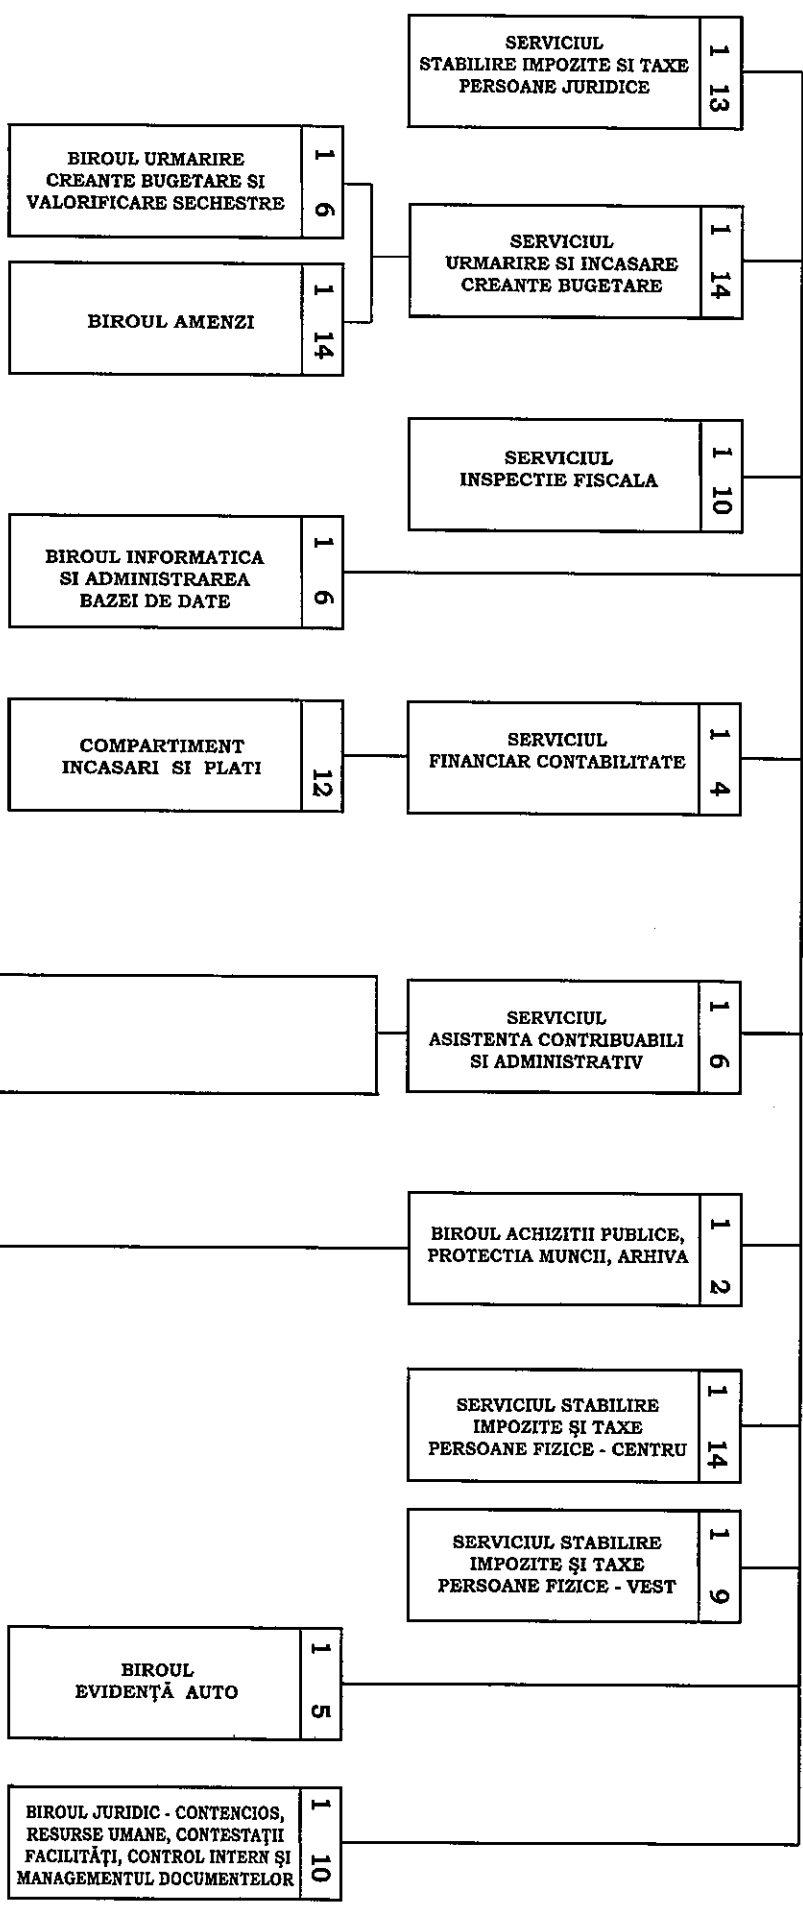 SERVICIUL
STABILIRE IMPOZITE SI TAXE
PERSOANE JURIDICE
1 13
BIROUL URMARIRE
CREANTE BUGETARE SI
VALORIFICARE SECHESTRE
1 6
SERVICIUL
URMARIRE SI INCASARE
CREANTE BUGETARE
1 14
BIROUL AMENZI
1 14
SERVICIUL
INSPECTIE FISCALA
1 10
BIROUL INFORMATICA
SI ADMINISTRAREA
BAZEI DE DATE
1 6
COMPARTIMENT
INCASARI SI PLATI
12
SERVICIUL
FINANCIAR CONTABILITATE
1 4
SERVICIUL
ASISTENTA CONTRIBUABILI
SI ADMINISTRATIV
1 6
BIROUL ACHIZITII PUBLICE,
PROTECTIA MUNCII, ARHIVA
1 2
SERVICIUL STABILIRE
IMPOZITE ŞI TAXE
PERSOANE FIZICE - CENTRU
1 14
SERVICIUL STABILIRE
IMPOZITE ŞI TAXE
PERSOANE FIZICE - VEST
1 9
BIROUL
EVIDENŢĂ AUTO
1 5
BIROUL JURIDIC - CONTENCIOS,
RESURSE UMANE, CONTESTAŢII
FACILITĂŢI, CONTROL INTERN ŞI
MANAGEMENTUL DOCUMENTELOR
1 10